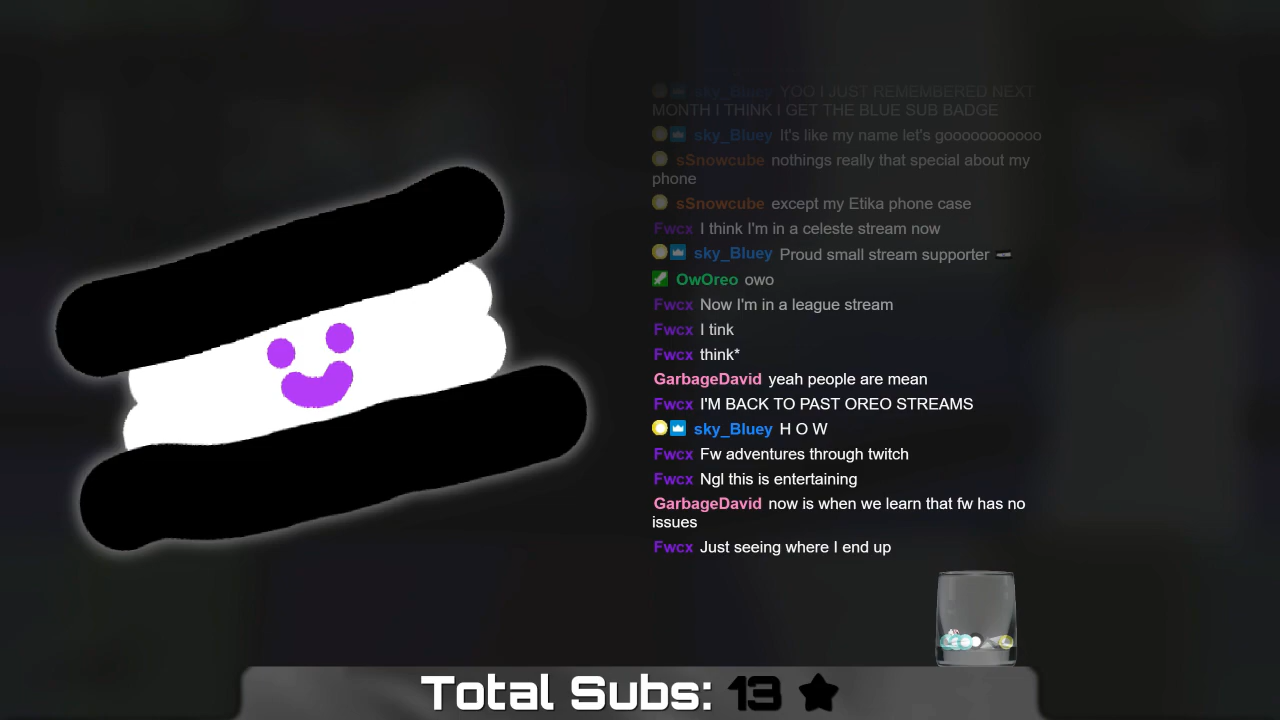 sky_Bluey YOO I JUST REMEMBERED NEXT
MONTH I THINK I GET THE BLUE SUB BADGE
sky_Bluey It's like my name let's gooooooooooo
sSnowcube nothings really that special about my
phone
sSnowcube except my Etika phone case
Fwcx I think I'm in a celeste stream now
sky_Bluey Proud small stream supporter
OwOreo owo
Fwcx Now I'm in a league stream
Fwcx I tink
Fwcx think*
GarbageDavid yeah people are mean
Fwcx I'M BACK TO PAST OREO STREAMS
sky_Bluey H O W
Fwcx Fw adventures through twitch
Fwcx Ngl this is entertaining
GarbageDavid now is when we learn that fw has no
issues
Fwcx Just seeing where I end up
Total Subs: 13